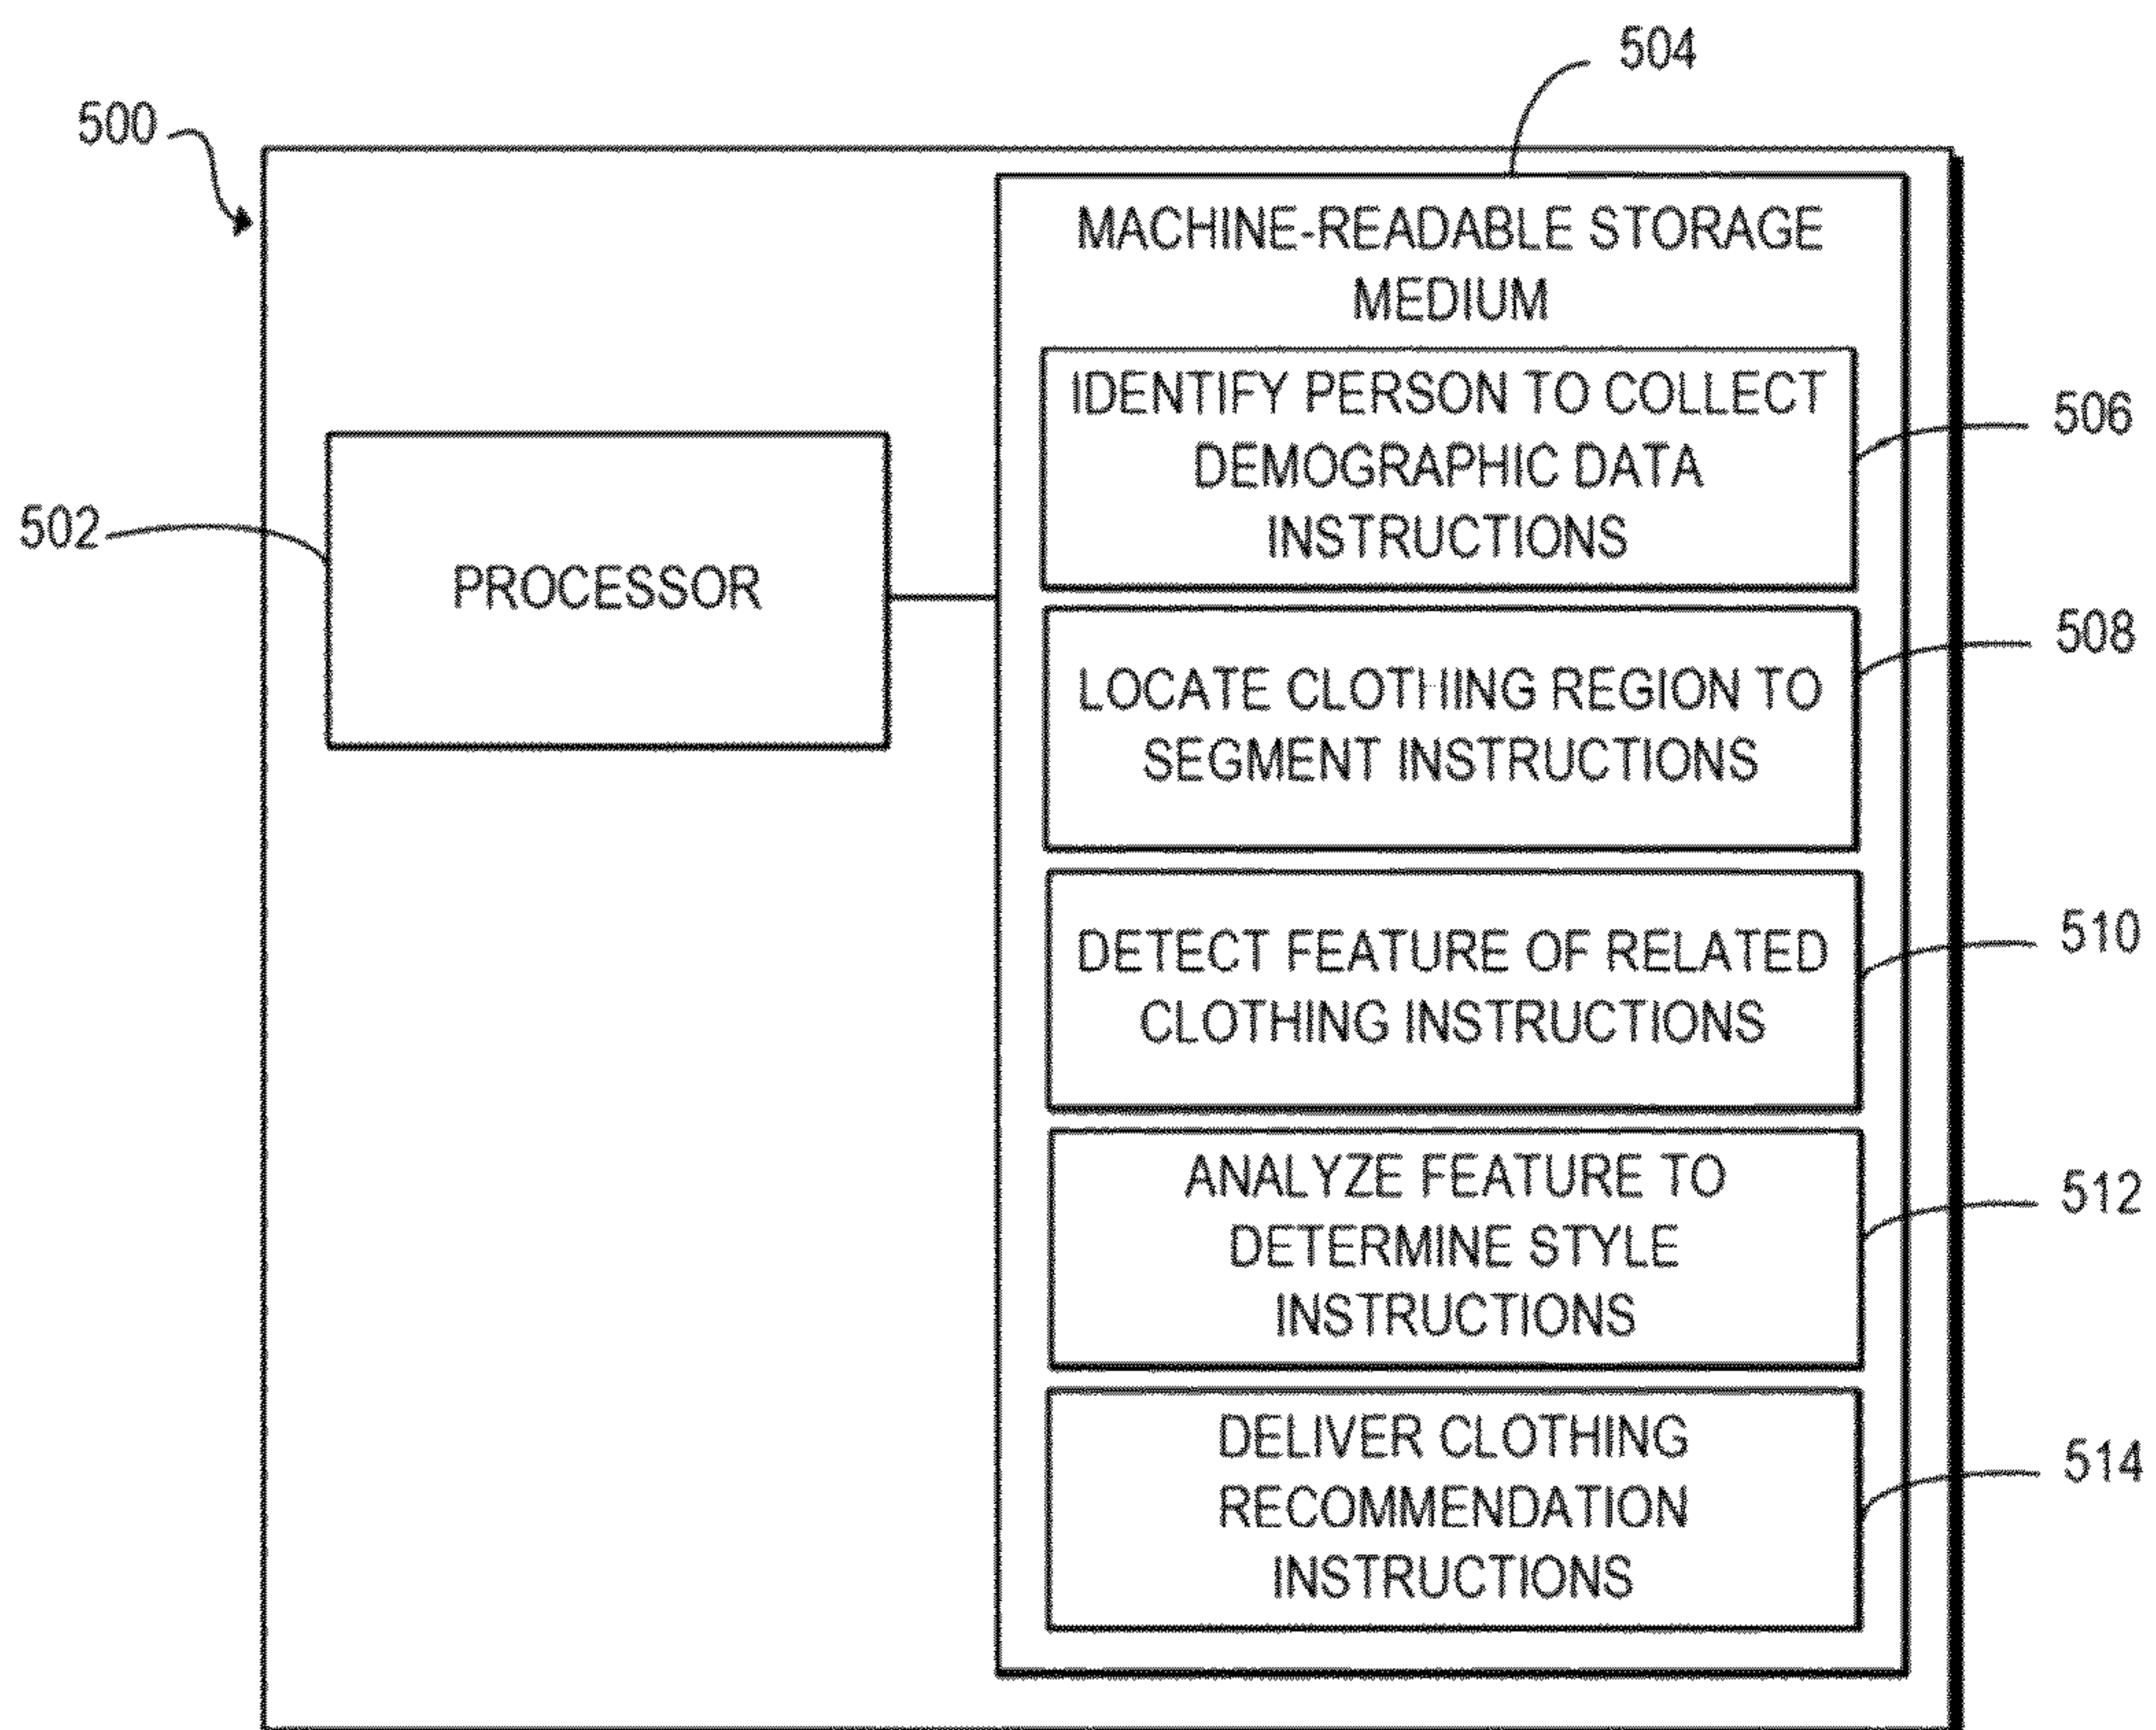 504
500
MACHINE-READABLE STORAGE
MEDIUM
IDENTIFY PERSON TO COLLECT
DEMOGRAPHIC DATA
INSTRUCTIONS
506
502
PROCESSOR
LOCATE CLOTHING REGION TO
SEGMENT INSTRUCTIONS
508
DETECT FEATURE OF RELATED
CLOTHING INSTRUCTIONS
510
ANALYZE FEATURE TO
DETERMINE STYLE
INSTRUCTIONS
512
DELIVER CLOTHING
RECOMMENDATION
INSTRUCTIONS
514